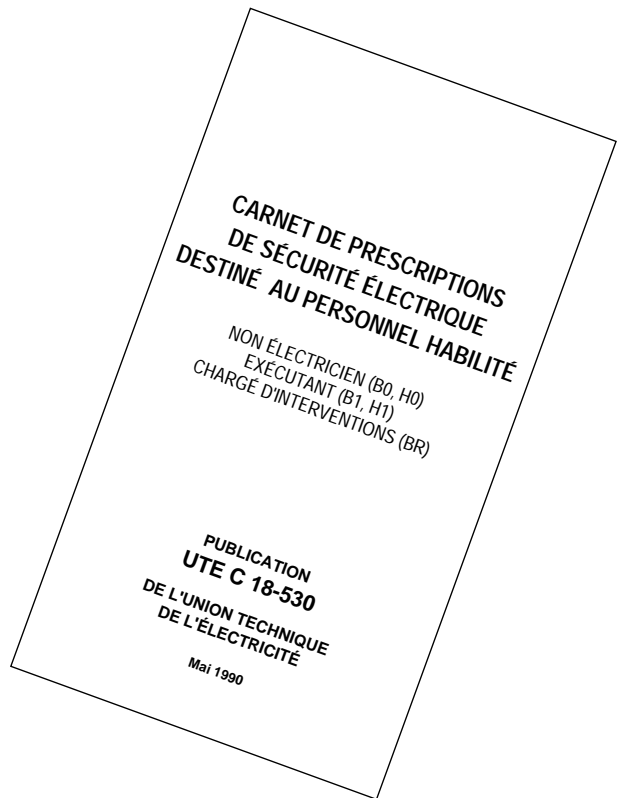 CARNET DE PRESCRIPTIONS
DE SÉCURITÉ ÉLECTRIQUE
DESTINÉ AU PERSONNEL HABILITÉ
NON ÉLECTRICIEN (B0, H0)
EXÉCUTANT (B1, H1)
CHARGÉ D'INTERVENTIONS (BR)
PUBLICATION
UTE C 18-530
DE L'UNION TECHNIQUE
DE L'ÉLECTRICITÉ
Mai 1990